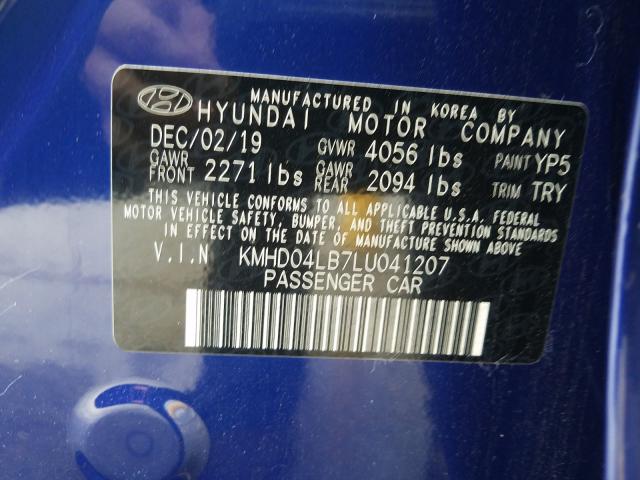 MANUFACTURED IN KOREA BY
HYUNDAI MOTOR COMPANY
DEC/02/19 GVWR 4056 lbs PAINT YP5
GAWR FRONT 2271 lbs GAWR REAR 2094 lbs TRIM TRY
THIS VEHICLE CONFORMS TO ALL APPLICABLE U.S.A. FEDERAL
MOTOR VEHICLE SAFETY, BUMPER, AND THEFT PREVENTION STANDARDS
IN EFFECT ON THE DATE OF MANUFACTURE SHOWN ABOVE.
V.I.N KMHD04LB7LU041207
PASSENGER CAR